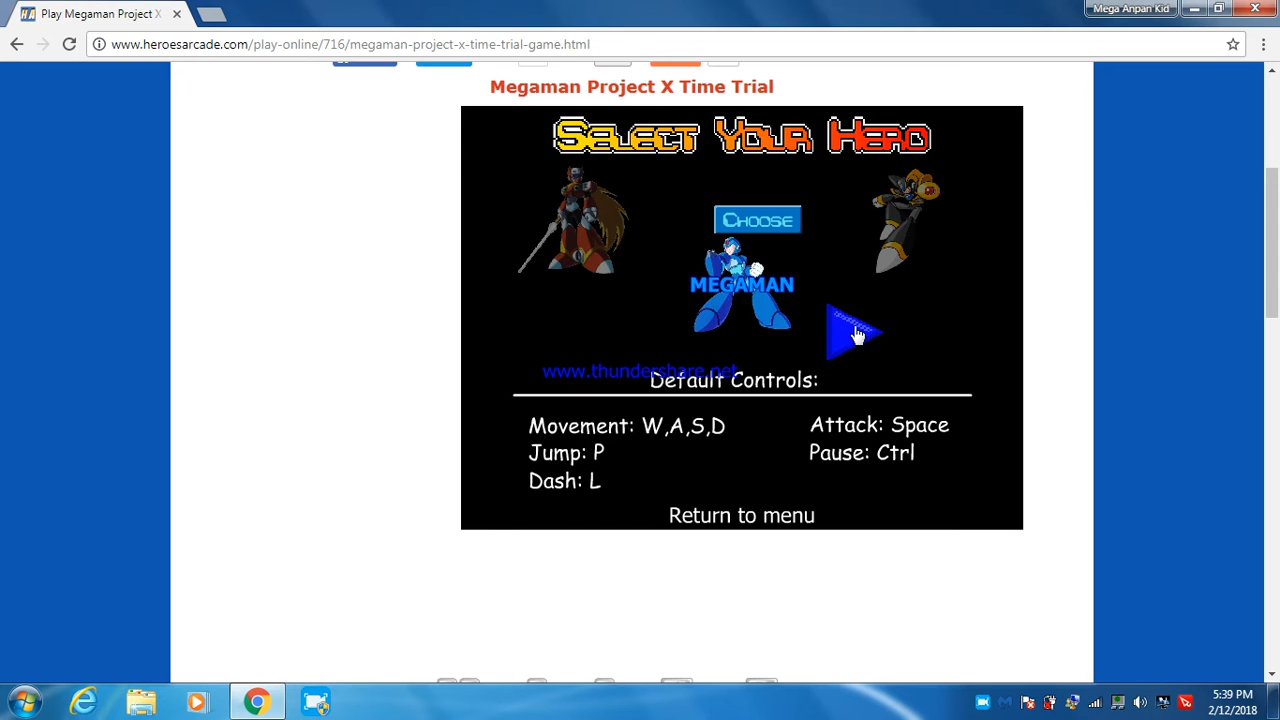 Play Megaman Project X
Mega Anpan Kid
www.heroesarcade.com/play-online/716/megaman-project-x-time-trial-game.html
Megaman Project X Time Trial
SELECT YOUR HERO
CHOOSE
MEGAMAN
www.thundershare.net
Default Controls:
Movement: W,A,S,D
Attack: Space
Jump: P
Pause: Ctrl
Dash: L
Return to menu
5:39 PM
2/12/2018